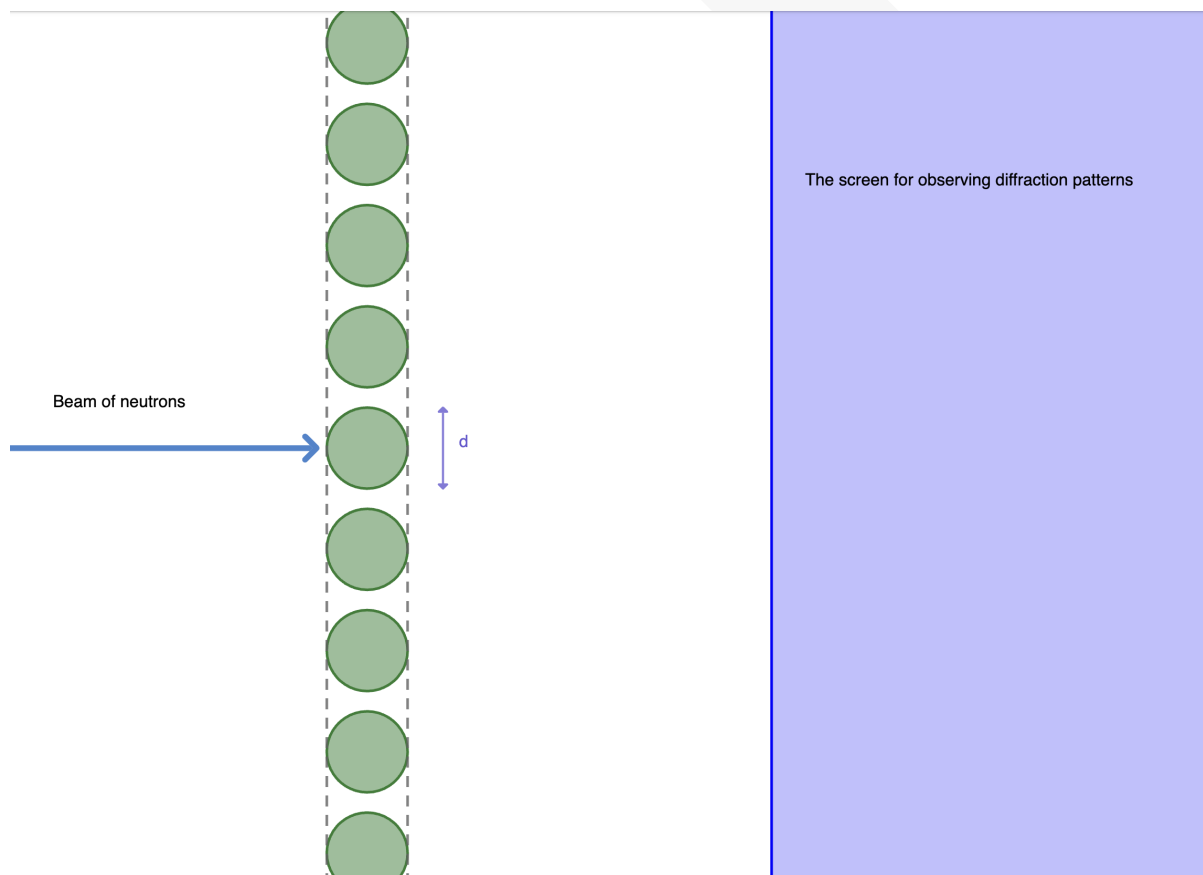 The screen for observing diffraction patterns
Beam of neutrons
d